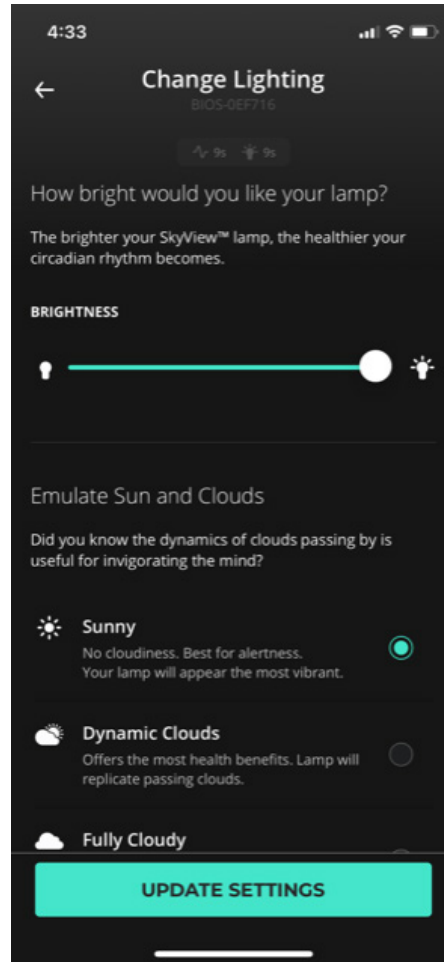 4:33
Change Lighting
BIOS-0EF716
9s 9s
How bright would you like your lamp?
The brighter your SkyView™ lamp, the healthier your
circadian rhythm becomes.
BRIGHTNESS
Emulate Sun and Clouds
Did you know the dynamics of clouds passing by is
useful for invigorating the mind?
Sunny
No cloudiness. Best for alertness.
Your lamp will appear the most vibrant.
Dynamic Clouds
Offers the most health benefits. Lamp will
replicate passing clouds.
Fully Cloudy
UPDATE SETTINGS